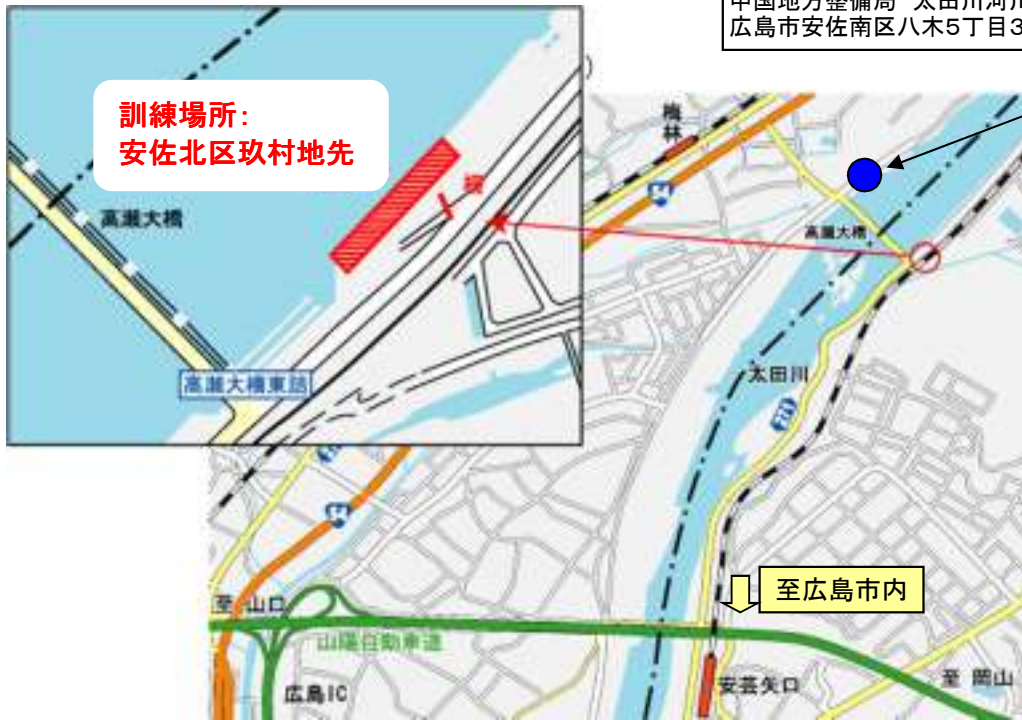 中国地方整備局 太田川河川
広島市安佐南区八木5丁目3
訓練場所:
安佐北区玖村地先
梅林
高瀬大橋
高瀬大橋
高瀬大橋東詰
太田川
至広島市内
至 山口
山陽自動車道
広島IC
安芸矢口
至 岡山